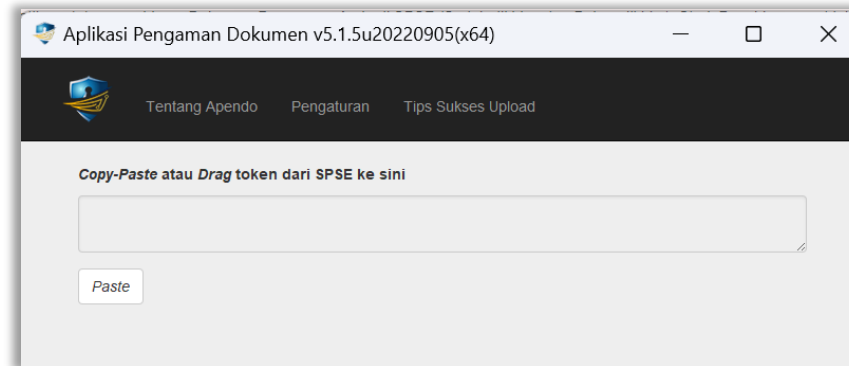 Aplikasi Pengaman Dokumen v5.1.5u20220905(x64)
Tentang Apendo Pengaturan Tips Sukses Upload
Copy-Paste atau Drag token dari SPSE ke sini
Paste